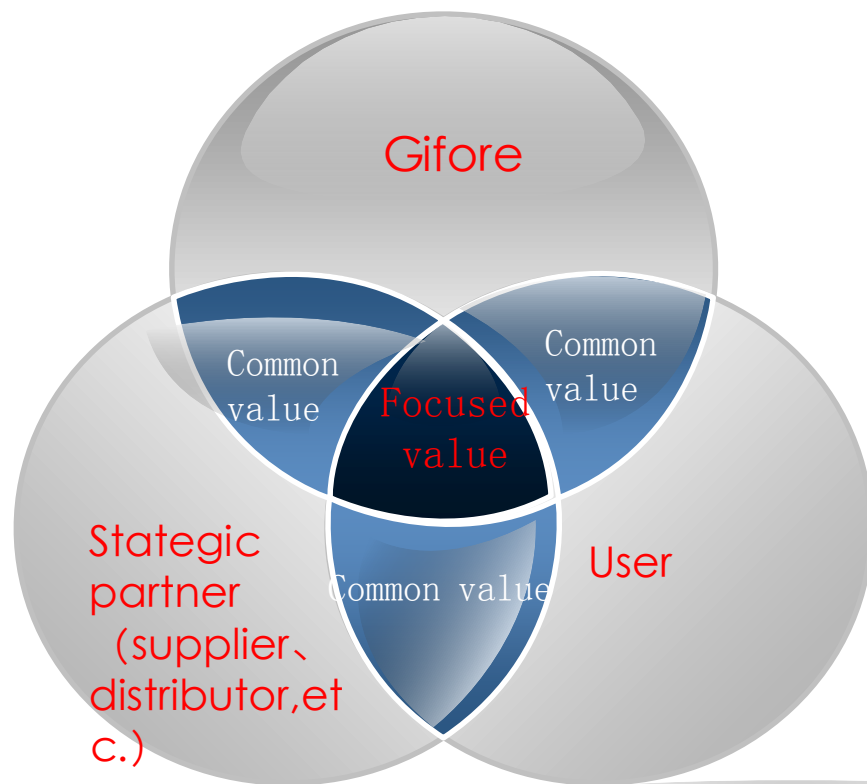 Gifore
Common
value
Common
value
Focused
value
Stategic
partner
（supplier、
distributor,et
c.）
User
Common value